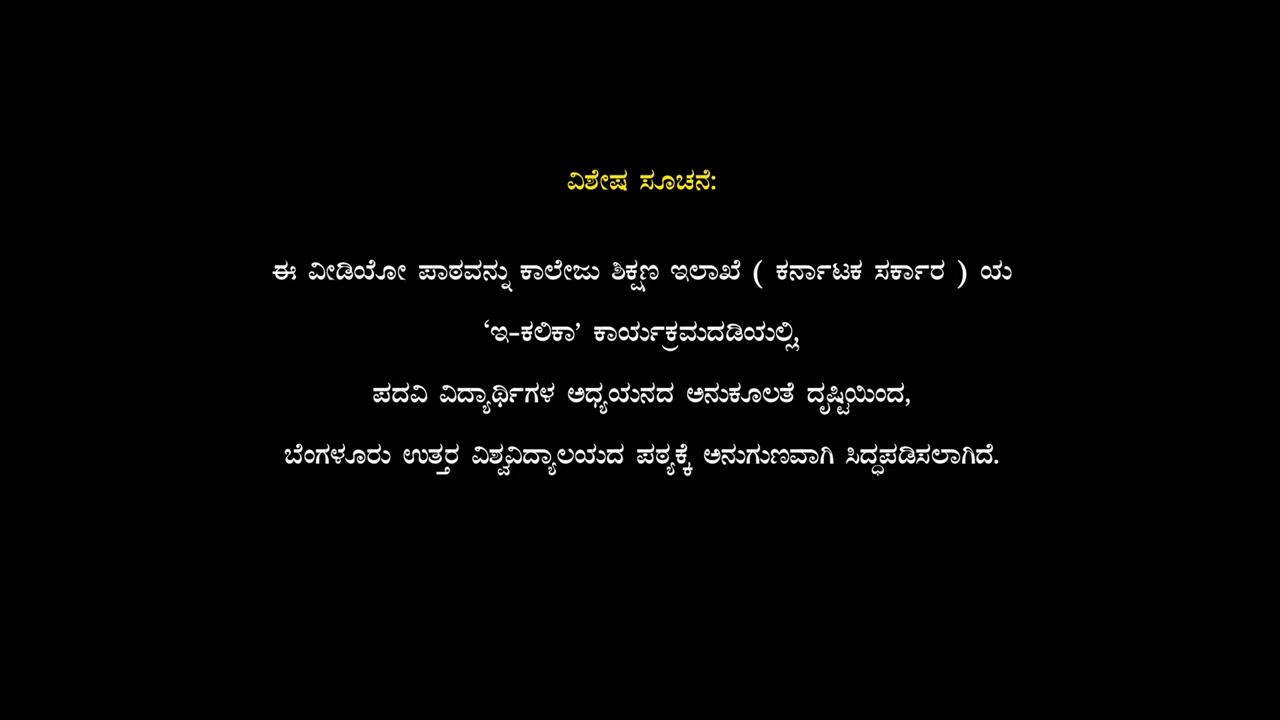 ವಿಶೇಷ ಸೂಚನೆ:
ಈ ವೀಡಿಯೋ ಪಾಠವನ್ನು ಕಾಲೇಜು ಶಿಕ್ಷಣ ಇಲಾಖೆ ( ಕರ್ನಾಟಕ ಸರ್ಕಾರ ) ಯ
‘ಇ-ಕಲಿಕಾ’ ಕಾರ್ಯಕ್ರಮದಡಿಯಲ್ಲಿ,
ಪದವಿ ವಿದ್ಯಾರ್ಥಿಗಳ ಅಧ್ಯಯನದ ಅನುಕೂಲತೆ ದೃಷ್ಟಿಯಿಂದ,
ಬೆಂಗಳೂರು ಉತ್ತರ ವಿಶ್ವವಿದ್ಯಾಲಯದ ಪಠ್ಯಕ್ಕೆ ಅನುಗುಣವಾಗಿ ಸಿದ್ಧಪಡಿಸಲಾಗಿದೆ.